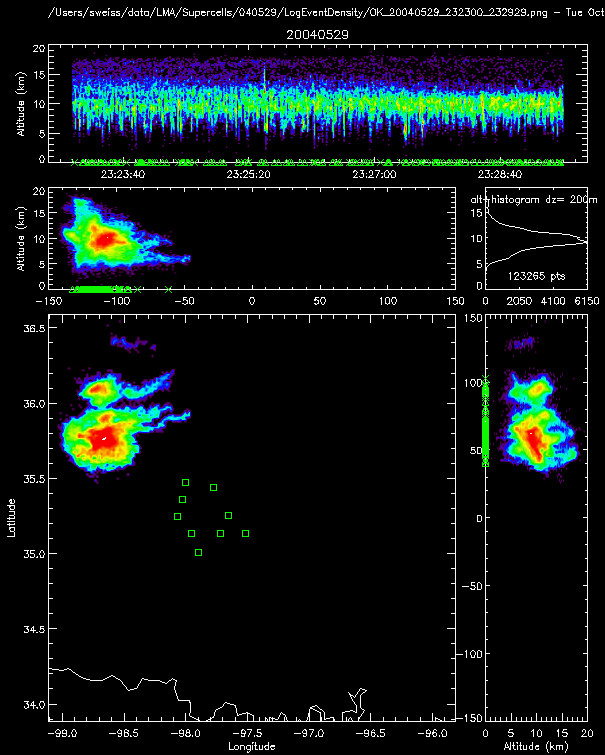 /Users/sweiss/data/LMA/Supercells/040529/LogEventDensity/OK_20040529_232300_232929.png – Tue Oct
20040529
Altitude (km)
20
15
10
5
0
23:23:40 23:25:20 23:27:00 23:28:40
Altitude (km)
20
15
10
5
0
−150 −100 −50 0 50 100 150
alt-histogram dz= 200m
20
15
10
5
0
123265 pts
0 2050 4100 6150
Latitude
36.5
36.0
35.5
35.0
34.5
34.0
−99.0 −98.5 −98.0 −97.5 −97.0 −96.5 −96.0
Longitude
150
100
50
0
−50
−100
−150
0 5 10 15 20
Altitude (km)